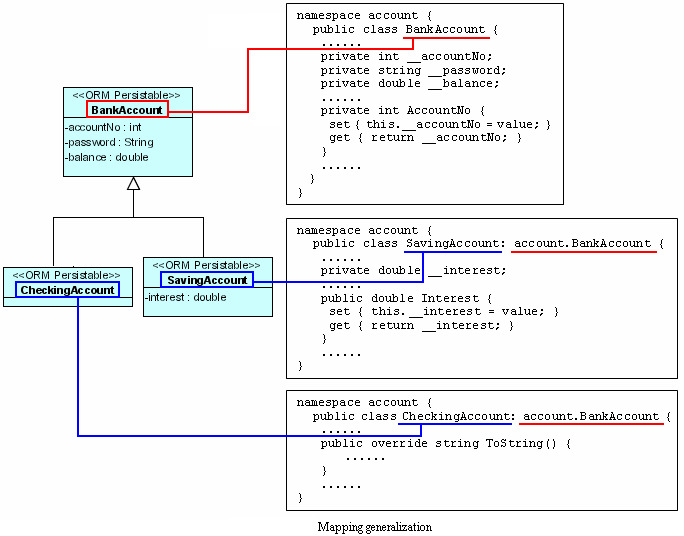 <<ORM Persistable>>
BankAccount
-accountNo : int
-password : String
-balance : double
<<ORM Persistable>>
CheckingAccount
<<ORM Persistable>>
SavingAccount
-interest : double
namespace account {
public class BankAccount {
......
private int __accountNo;
private string __password;
private double __balance;
......
private int AccountNo {
set { this.__accountNo = value; }
get { return __accountNo; }
}
......
}
}
namespace account {
public class SavingAccount: account.BankAccount {
......
private double __interest;
......
public double Interest {
set { this.__interest = value; }
get { return __interest; }
}
......
}
namespace account {
public class CheckingAccount: account.BankAccount {
......
public override string ToString() {
......
}
......
}
Mapping generalization